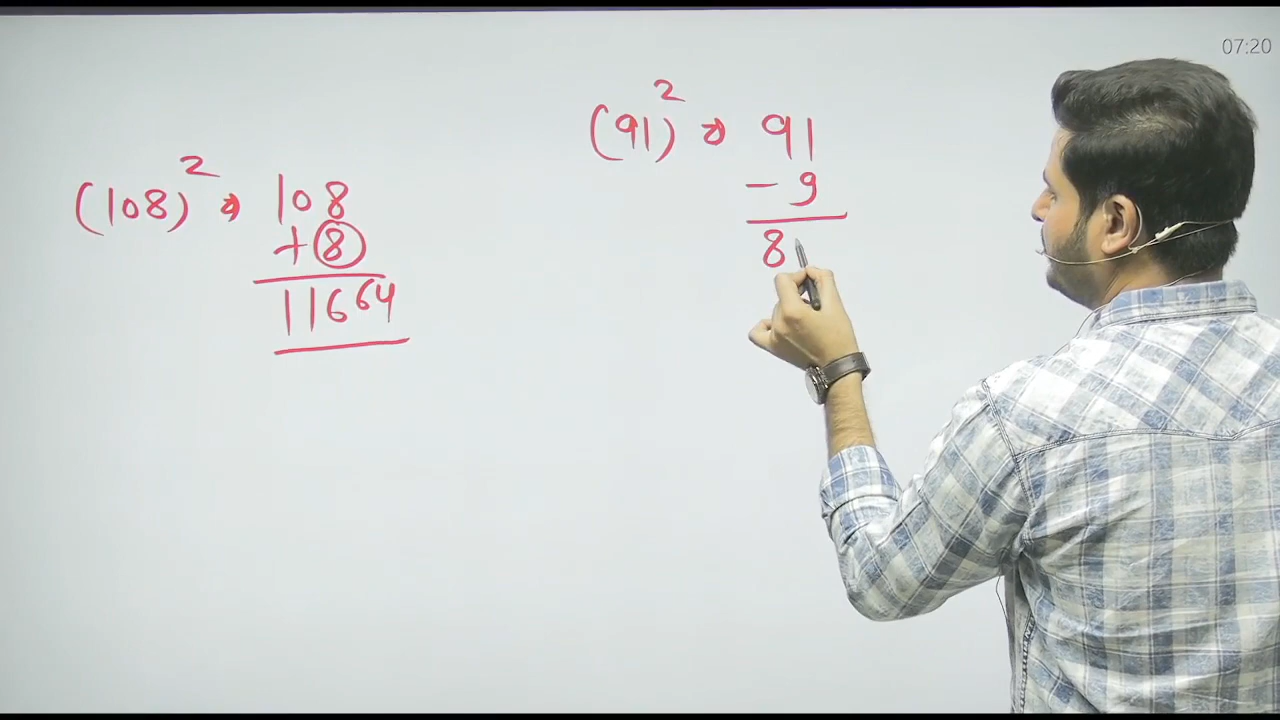 07:20
(108)² ⇒ 108
+ 8
11664
(91)² ⇒ 91
- 9
8